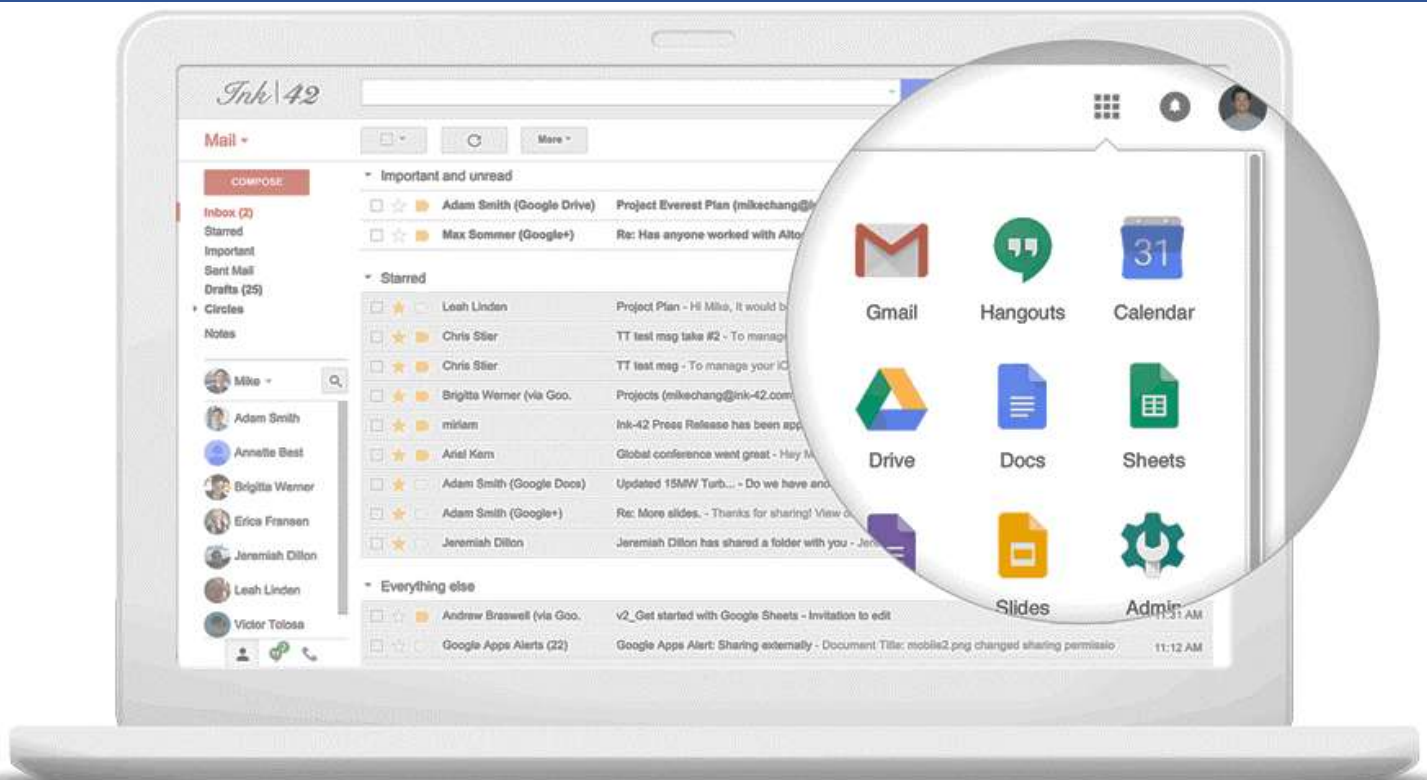 Ink|42
Mail
More
COMPOSE
Inbox (2)
Starred
Important
Sent Mail
Drafts (25)
Circles
Notes
Mike
Adam Smith
Annette Best
Brigitta Werner
Erica Fransen
Jeremiah Dillon
Leah Linden
Victor Tolosa
Important and unread
Adam Smith (Google Drive) Project Everest Plan (mikechang@
Max Sommer (Google+) Re: Has anyone worked with Alto
Starred
Leah Linden Project Plan - Hi Mike, It would b
Chris Stier TT test msg take #2 - To manage
Chris Stier TT test msg - To manage your iC
Brigitta Werner (via Goo. Projects (mikechang@ink-42.com
miriam Ink-42 Press Release has been app
Ariel Kern Global conference went great - Hey M
Adam Smith (Google Docs) Updated 15MW Turb... - Do we have and
Adam Smith (Google+) Re: More slides. - Thanks for sharing! View
Jeremiah Dillon Jeremiah Dillon has shared a folder with you - Jer
Everything else
Andrew Braswell (via Goo. v2_Get started with Google Sheets - Invitation to edit 11:31 AM
Google Apps Alerts (22) Google Apps Alert: Sharing externally - Document Title: mobile2.png changed sharing permissio 11:12 AM
Gmail Hangouts Calendar
31
Drive Docs Sheets
Slides Admin